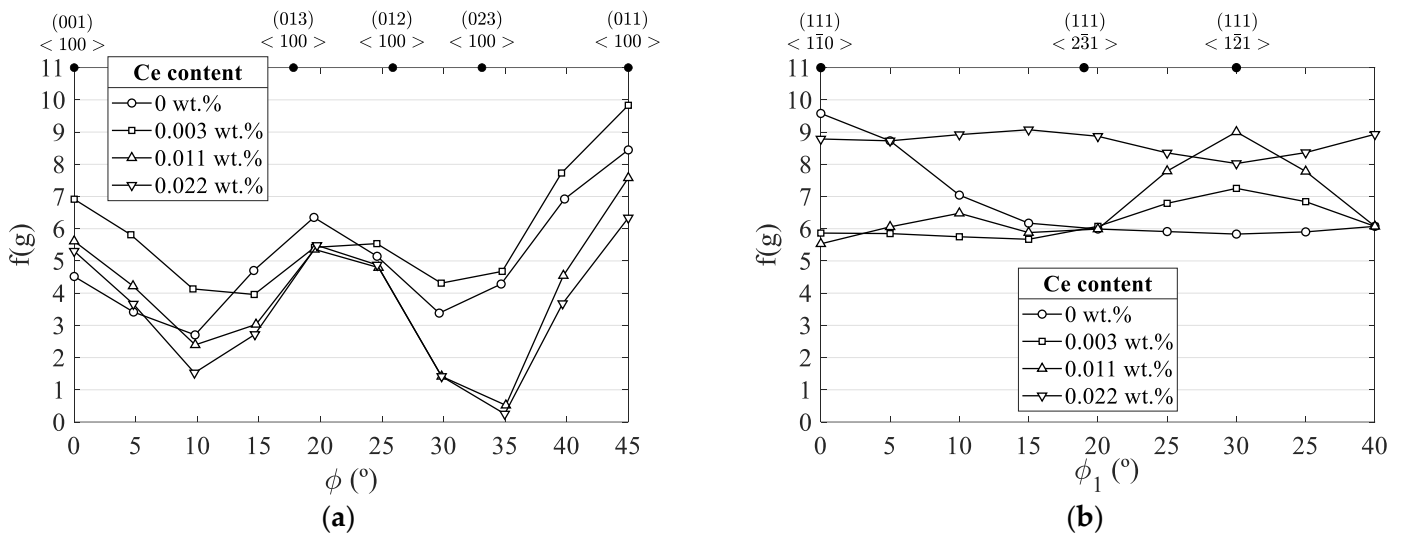 (001) (013) (012) (023) (011)
< 100 > < 100 > < 100 > < 100 > < 100 >
11
Ce content
0 wt.%
0.003 wt.%
0.011 wt.%
0.022 wt.%
10
9
8
7
6
5
4
3
2
1
0
f(g)
0 5 10 15 20 25 30 35 40 45
ϕ (º)
(a)
(111) (111) (111)
< 11̄0 > < 23̄1 > < 12̄1 >
11
10
9
8
7
6
5
4
3
2
1
0
f(g)
Ce content
0 wt.%
0.003 wt.%
0.011 wt.%
0.022 wt.%
0 5 10 15 20 25 30 25 40
ϕ₁ (º)
(b)